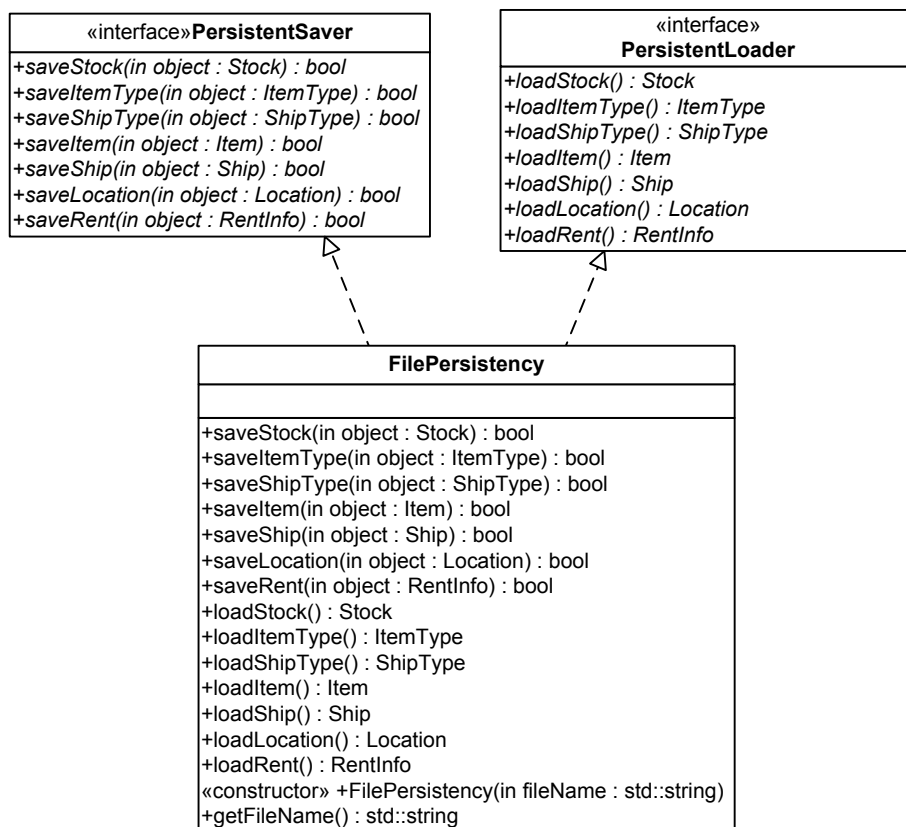 «interface»PersistentSaver
+saveStock(in object : Stock) : bool
+saveItemType(in object : ItemType) : bool
+saveShipType(in object : ShipType) : bool
+saveItem(in object : Item) : bool
+saveShip(in object : Ship) : bool
+saveLocation(in object : Location) : bool
+saveRent(in object : RentInfo) : bool
«interface»
PersistentLoader
+loadStock() : Stock
+loadItemType() : ItemType
+loadShipType() : ShipType
+loadItem() : Item
+loadShip() : Ship
+loadLocation() : Location
+loadRent() : RentInfo
FilePersistency
+saveStock(in object : Stock) : bool
+saveItemType(in object : ItemType) : bool
+saveShipType(in object : ShipType) : bool
+saveItem(in object : Item) : bool
+saveShip(in object : Ship) : bool
+saveLocation(in object : Location) : bool
+saveRent(in object : RentInfo) : bool
+loadStock() : Stock
+loadItemType() : ItemType
+loadShipType() : ShipType
+loadItem() : Item
+loadShip() : Ship
+loadLocation() : Location
+loadRent() : RentInfo
«constructor» +FilePersistency(in fileName : std::string)
+getFileName() : std::string